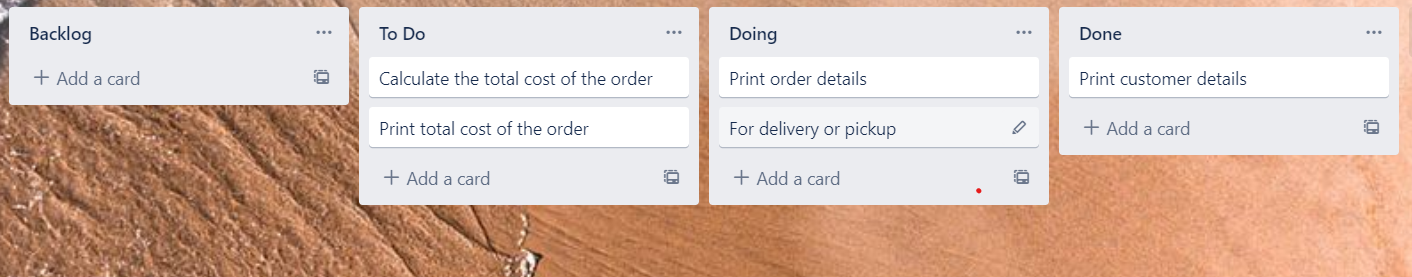 Backlog
+ Add a card
To Do
Calculate the total cost of the order
Print total cost of the order
+ Add a card
Doing
Print order details
For delivery or pickup
+ Add a card
Done
Print customer details
+ Add a card